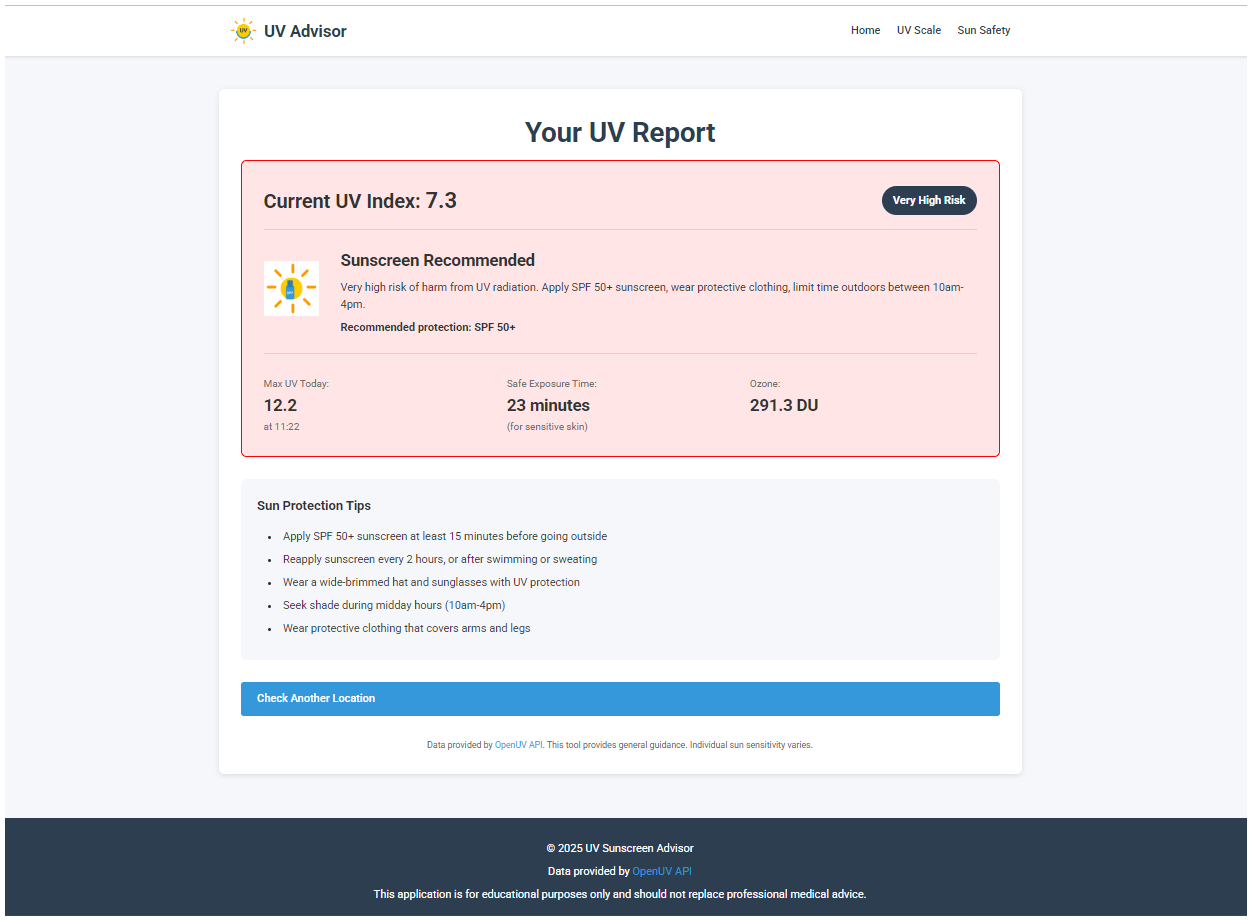 UV
UV Advisor
Home UV Scale Sun Safety
Your UV Report
Current UV Index: 7.3
Very High Risk
Sunscreen Recommended
Very high risk of harm from UV radiation. Apply SPF 50+ sunscreen, wear protective clothing, limit time outdoors between 10am-
4pm.
Recommended protection: SPF 50+
Max UV Today: Safe Exposure Time: Ozone:
12.2 23 minutes 291.3 DU
at 11:22 (for sensitive skin)
Sun Protection Tips
• Apply SPF 50+ sunscreen at least 15 minutes before going outside
• Reapply sunscreen every 2 hours, or after swimming or sweating
• Wear a wide-brimmed hat and sunglasses with UV protection
• Seek shade during midday hours (10am-4pm)
• Wear protective clothing that covers arms and legs
Check Another Location
Data provided by OpenUV API. This tool provides general guidance. Individual sun sensitivity varies.
© 2025 UV Sunscreen Advisor
Data provided by OpenUV API
This application is for educational purposes only and should not replace professional medical advice.